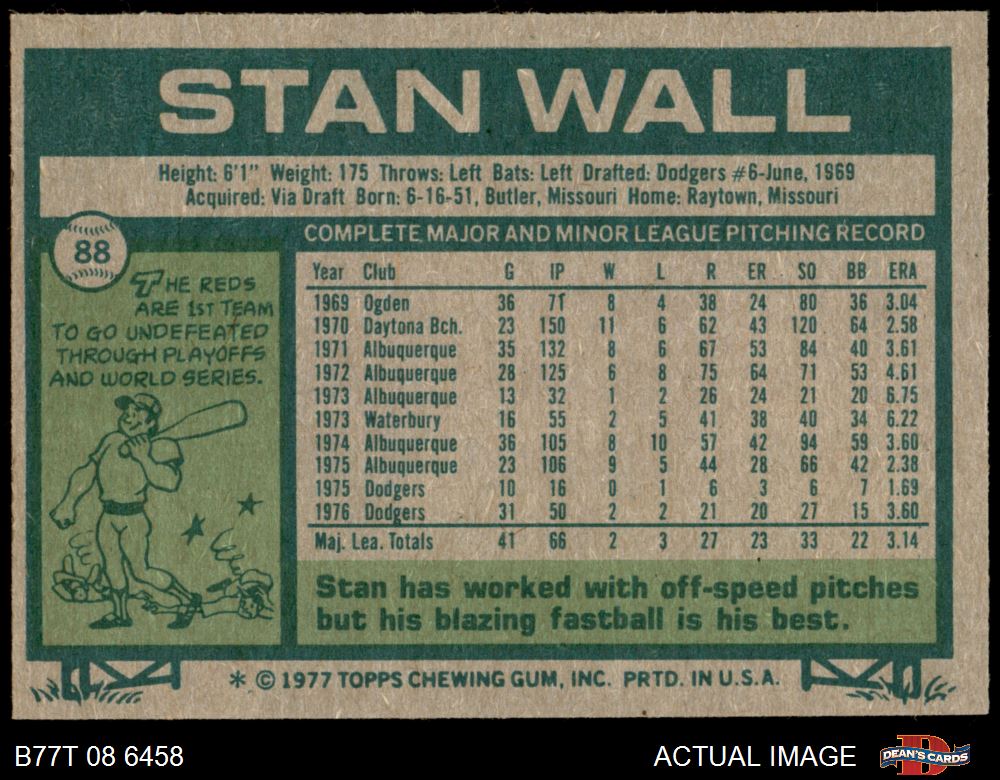 STAN WALL
Height: 6'1" Weight: 175 Throws: Left Bats: Left Drafted: Dodgers #6-June, 1969
Acquired: Via Draft Born: 6-16-51, Butler, Missouri Home: Raytown, Missouri
88
THE REDS
ARE 1ST TEAM
TO GO UNDEFEATED
THROUGH PLAYOFFS
AND WORLD SERIES.
COMPLETE MAJOR AND MINOR LEAGUE PITCHING RECORD
Year Club G IP W L R ER SO BB ERA
1969 Ogden 36 71 8 4 38 24 80 36 3.04
1970 Daytona Bch. 23 150 11 6 62 43 120 64 2.58
1971 Albuquerque 35 132 8 6 67 53 84 40 3.61
1972 Albuquerque 28 125 6 8 75 64 71 53 4.61
1973 Albuquerque 13 32 1 2 26 24 21 20 6.75
1973 Waterbury 16 55 2 5 41 38 40 34 6.22
1974 Albuquerque 36 105 8 10 57 42 94 59 3.60
1975 Albuquerque 23 106 9 5 44 28 66 42 2.38
1975 Dodgers 10 16 0 1 6 3 6 7 1.69
1976 Dodgers 31 50 2 2 21 20 27 15 3.60
Maj. Lea. Totals 41 66 2 3 27 23 33 22 3.14
Stan has worked with off-speed pitches
but his blazing fastball is his best.
* © 1977 TOPPS CHEWING GUM, INC. PRTD. IN U.S.A.
B77T 08 6458
ACTUAL IMAGE
DEAN'S CARDS